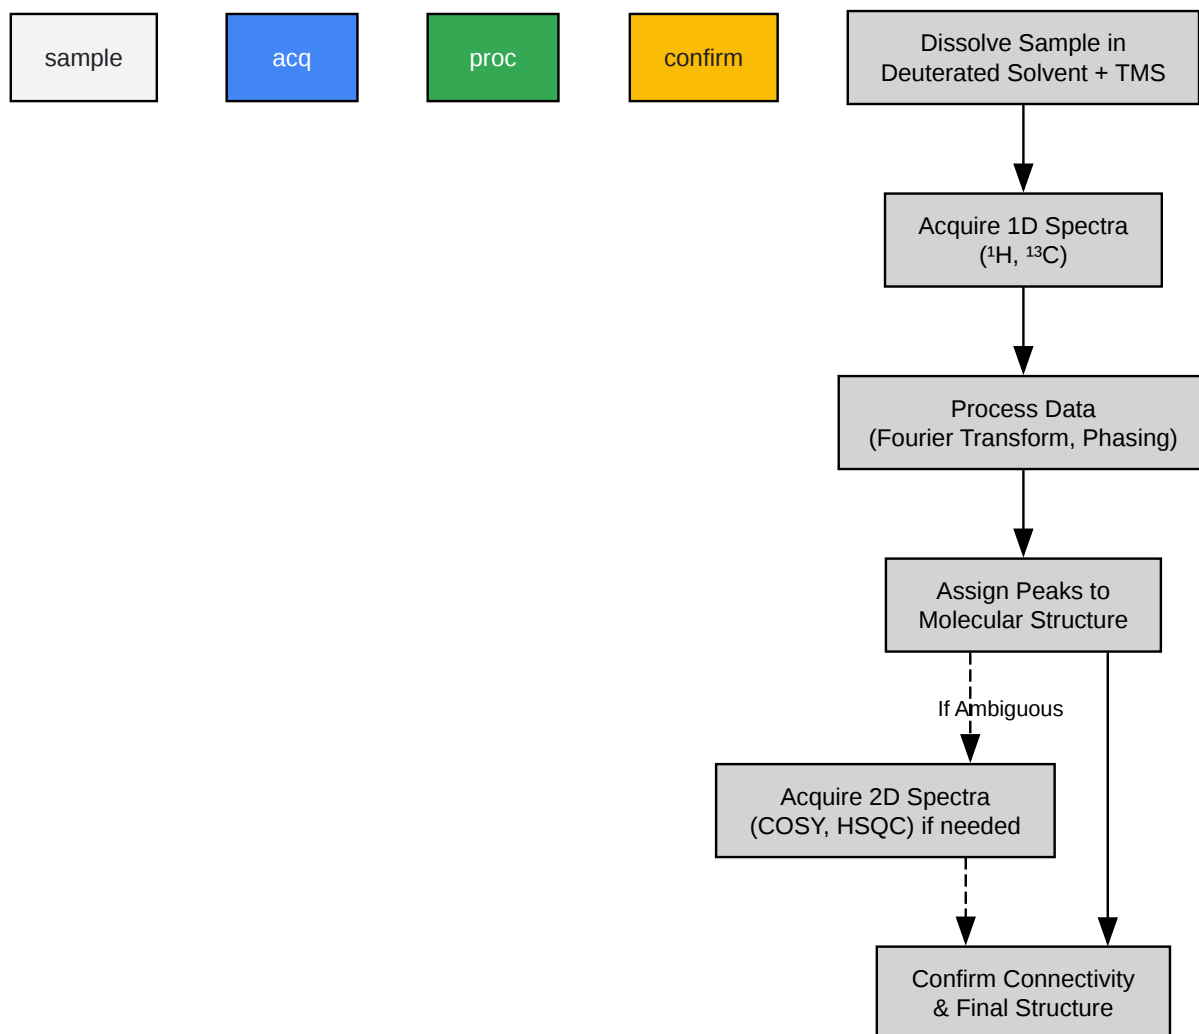 sample
acq
proc
confirm
Dissolve Sample in
Deuterated Solvent + TMS
Acquire 1D Spectra
(¹H, ¹³C)
Process Data
(Fourier Transform, Phasing)
Assign Peaks to
Molecular Structure
If Ambiguous
Acquire 2D Spectra
(COSY, HSQC) if needed
Confirm Connectivity
& Final Structure